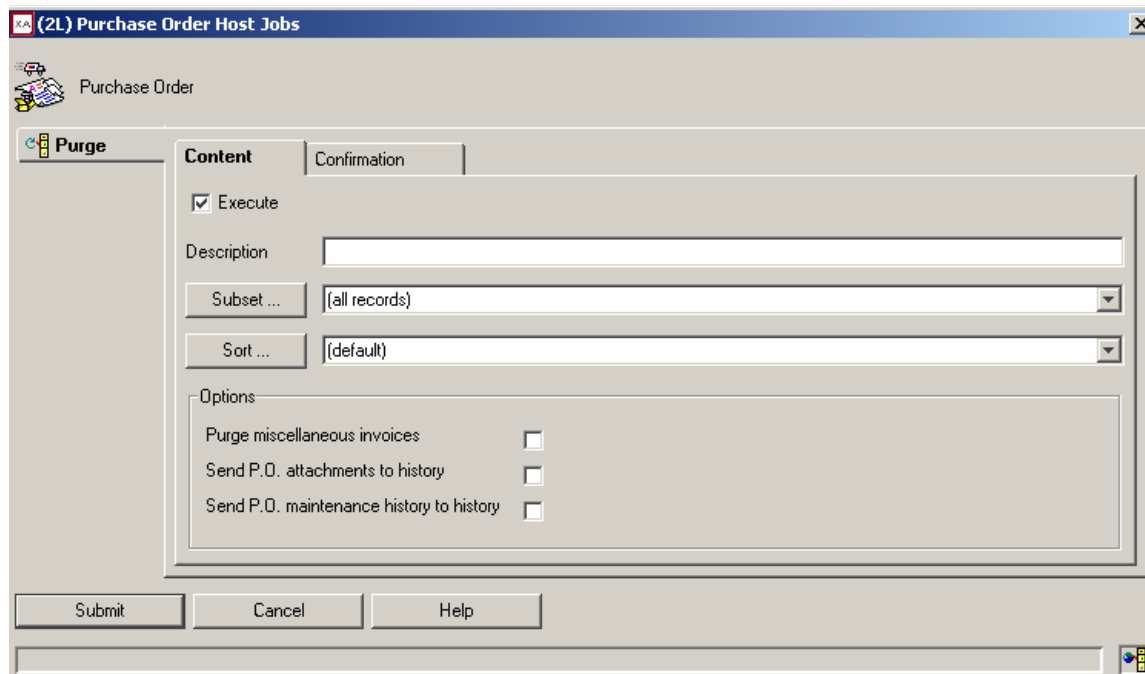 XA (2L) Purchase Order Host Jobs
Purchase Order
Purge
Content Confirmation
Execute
Description
Subset ... (all records)
Sort ... (default)
Options
Purge miscellaneous invoices
Send P.O. attachments to history
Send P.O. maintenance history to history
Submit Cancel Help